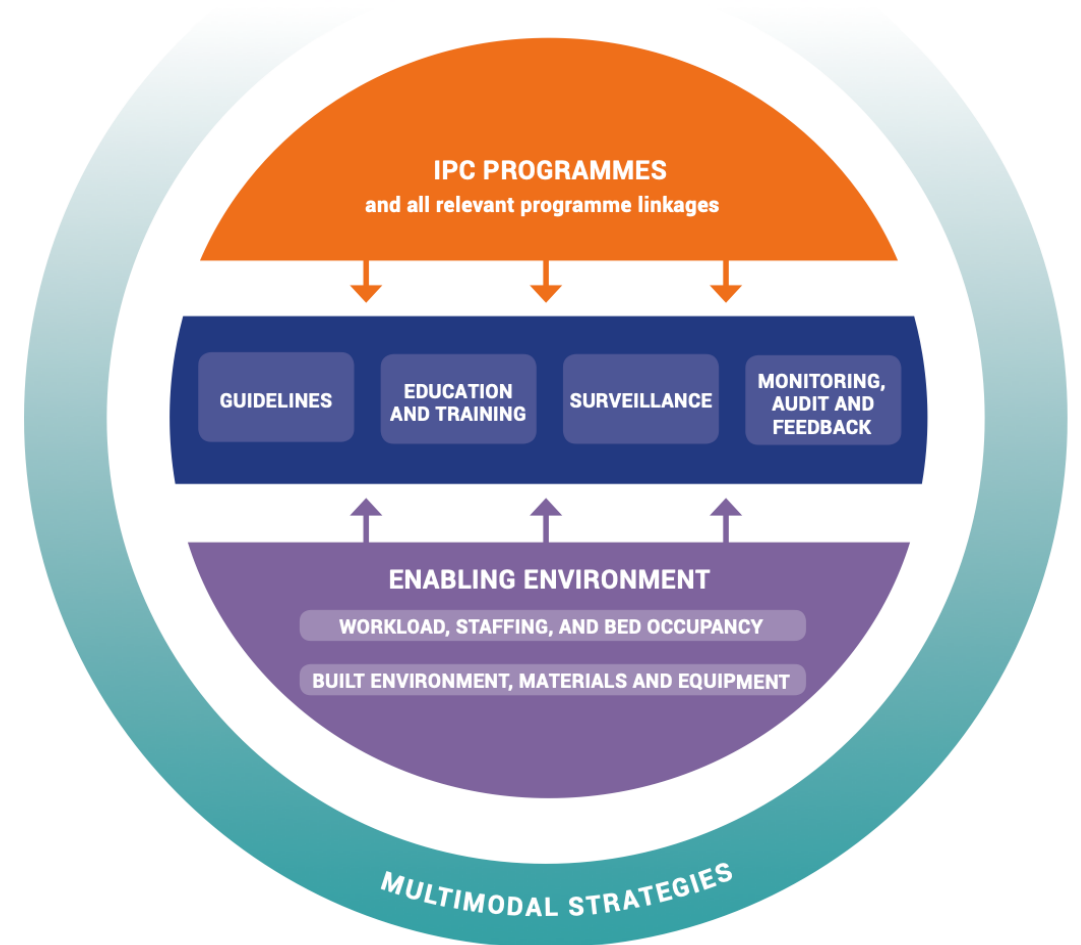 IPC PROGRAMMES
and all relevant programme linkages
GUIDELINES
EDUCATION
AND TRAINING
SURVEILLANCE
MONITORING,
AUDIT AND
FEEDBACK
ENABLING ENVIRONMENT
WORKLOAD, STAFFING, AND BED OCCUPANCY
BUILT ENVIRONMENT, MATERIALS AND EQUIPMENT
MULTIMODAL STRATEGIES